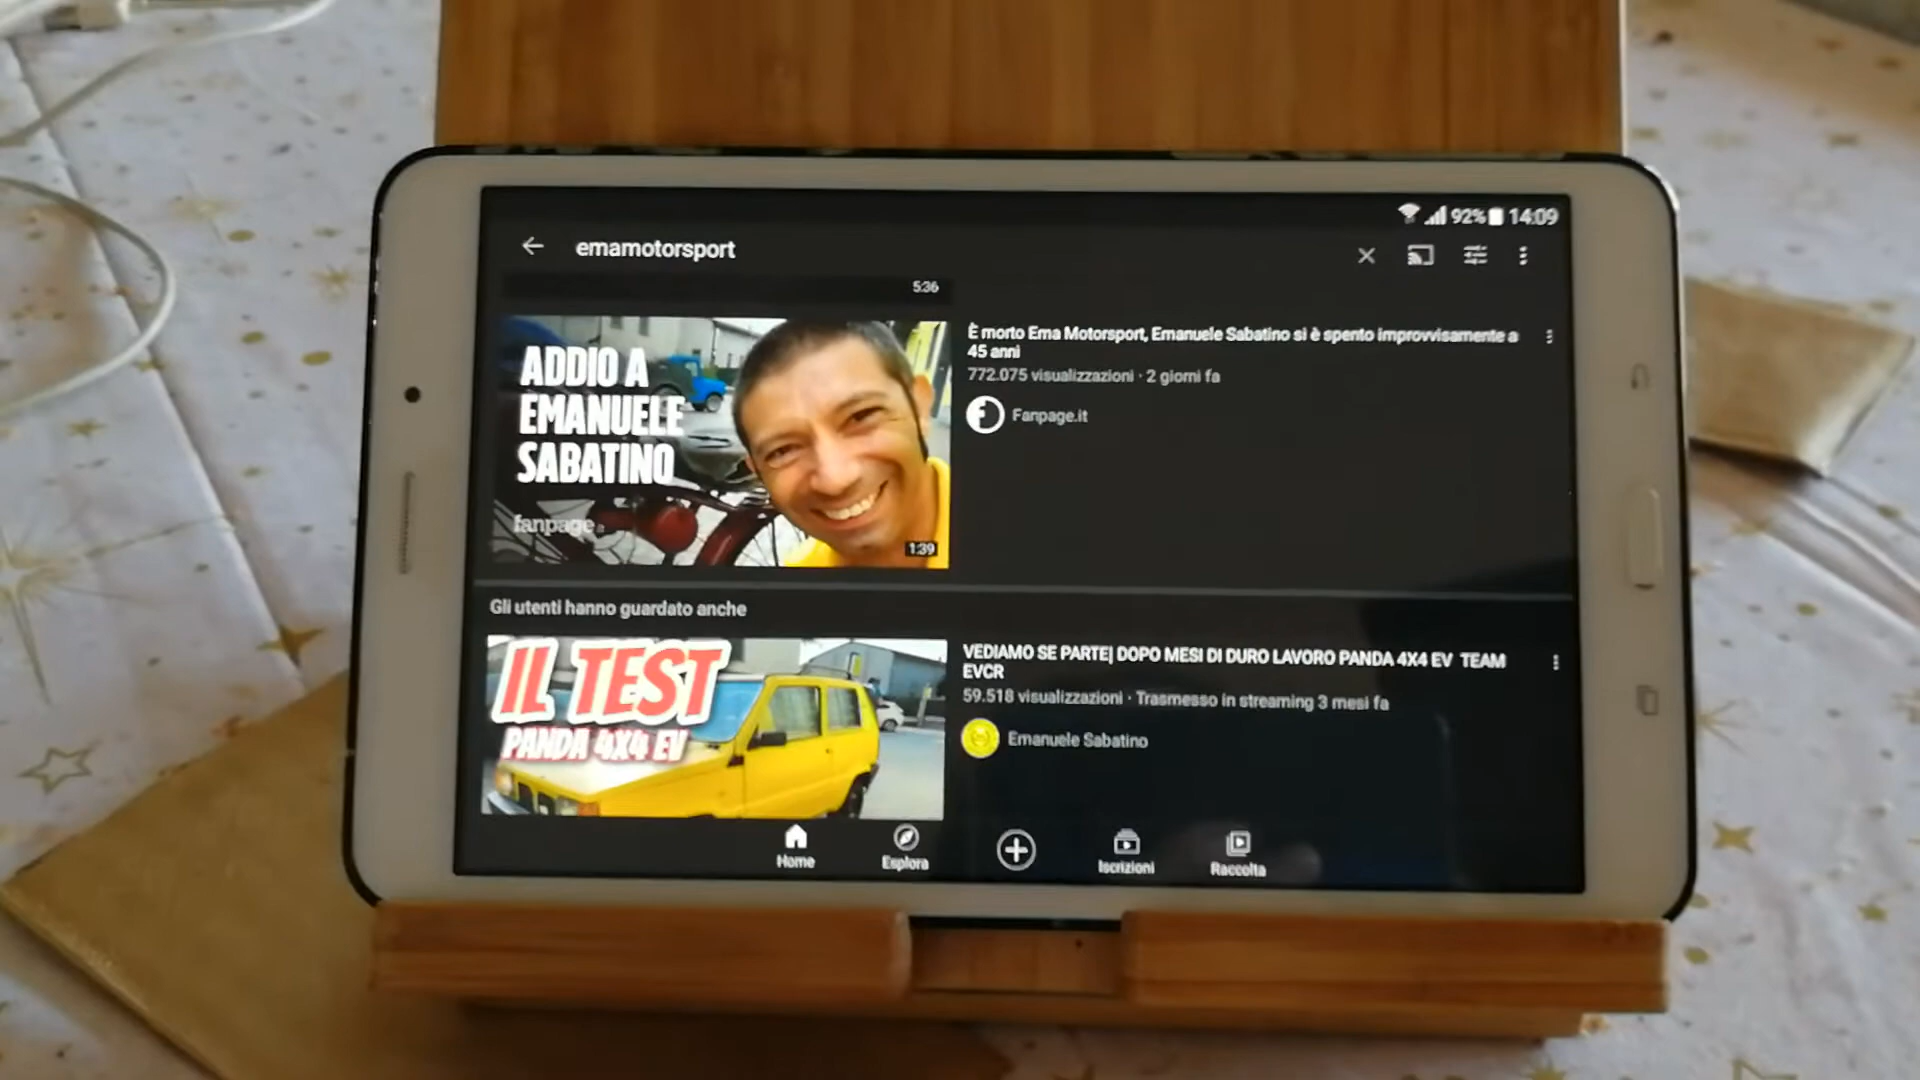 92% 14:09
emamotorsport
5:36
ADDIO A
EMANUELE
SABATINO
fanpage.it
1:39
È morto Ema Motorsport, Emanuele Sabatino si è spento improvvisamente a
45 anni
772.075 visualizzazioni · 2 giorni fa
Fanpage.it
Gli utenti hanno guardato anche
IL TEST
PANDA 4X4 EV
VEDIAMO SE PARTE| DOPO MESI DI DURO LAVORO PANDA 4X4 EV TEAM
EVCR
59.518 visualizzazioni · Trasmesso in streaming 3 mesi fa
Emanuele Sabatino
Home
Esplora
Iscrizioni
Raccolta